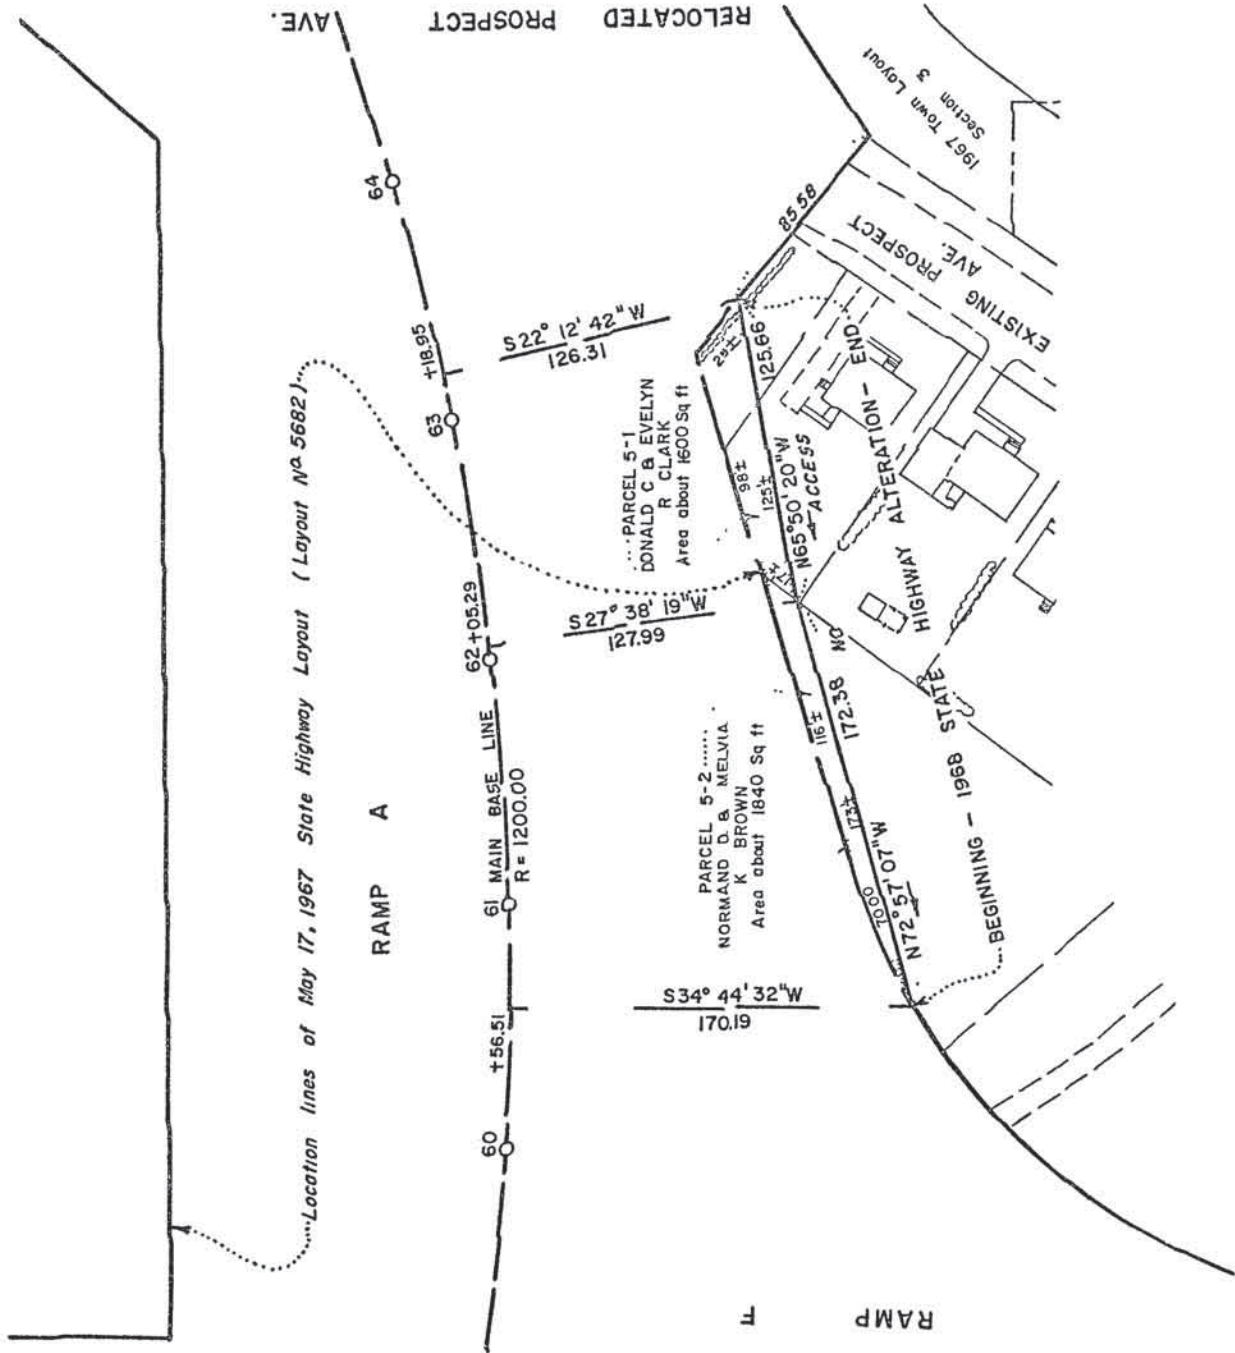 RELOCATED PROSPECT AVE.
1967 Town Layout
Section 3
64
85.58
EXISTING
PROSPECT
AVE.
+18.95
63
S22° 12' 42" W
126.31
29±
125.66
98±
125±
N65° 50' 20" W
NO ACCESS
17±
Location lines of May 17, 1967 State Highway Layout (Layout No 5682)
PARCEL 5-1
DONALD C & EVELYN
R CLARK
Area about 1600 Sq ft
62+05.29
S27° 38' 19" W
127.99
BEGINNING - 1968 STATE HIGHWAY ALTERATION - END
RAMP A
61
MAIN BASE LINE
R = 1200.00
PARCEL 5-2
NORMAND D. & MELVIA
K BROWN
Area about 1840 Sq ft
116±
172.58
173±
7000
N72° 57' 07" W
+56.51
S34° 44' 32" W
170.19
60
RAMP F